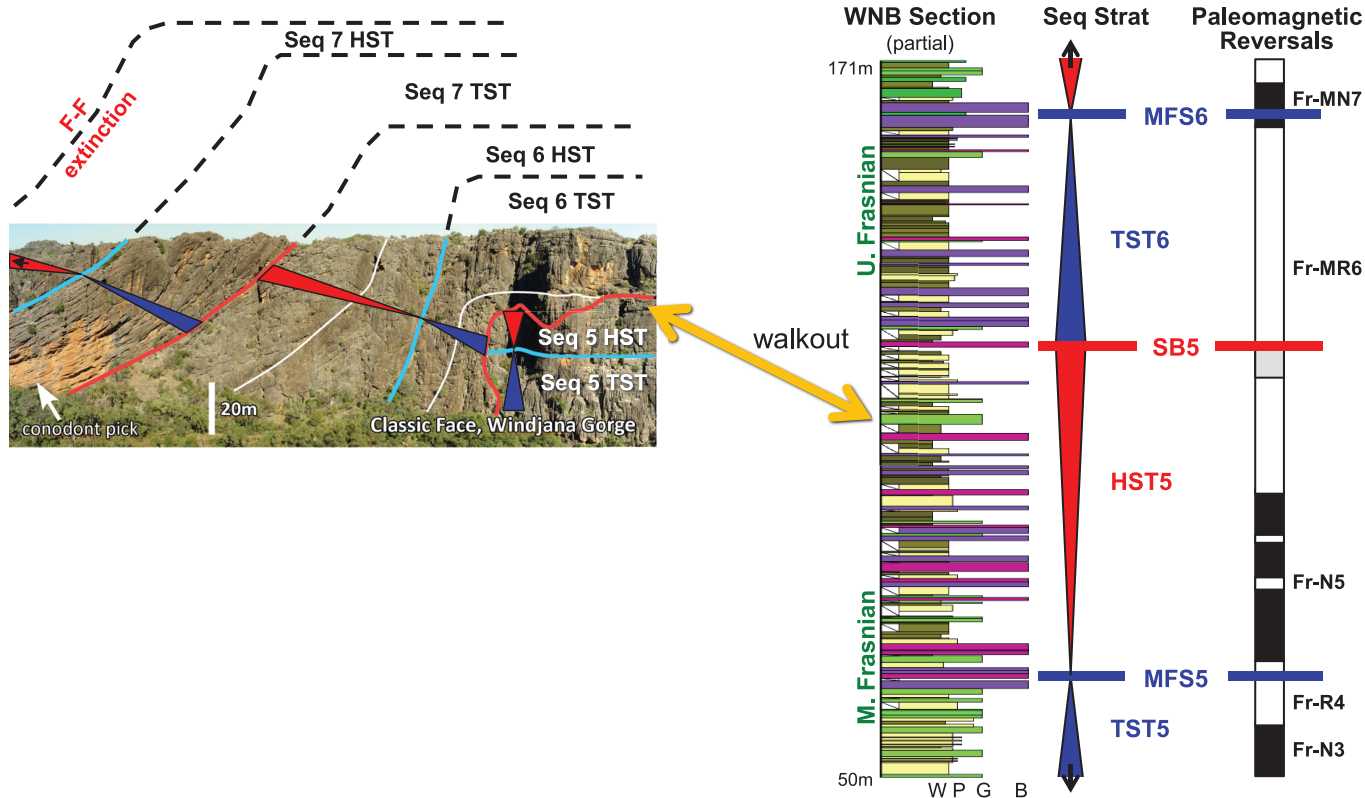 Seq 7 HST
Seq 7 TST
F-F
extinction
Seq 6 HST
Seq 6 TST
Seq 5 HST
Seq 5 TST
20m
conodont pick
Classic Face, Windjana Gorge
walkout
WNB Section
(partial)
171m
U. Frasnian
M. Frasnian
50m
W P G B
Seq Strat
MFS6
TST6
SB5
HST5
MFS5
TST5
Paleomagnetic
Reversals
Fr-MN7
Fr-MR6
Fr-N5
Fr-R4
Fr-N3